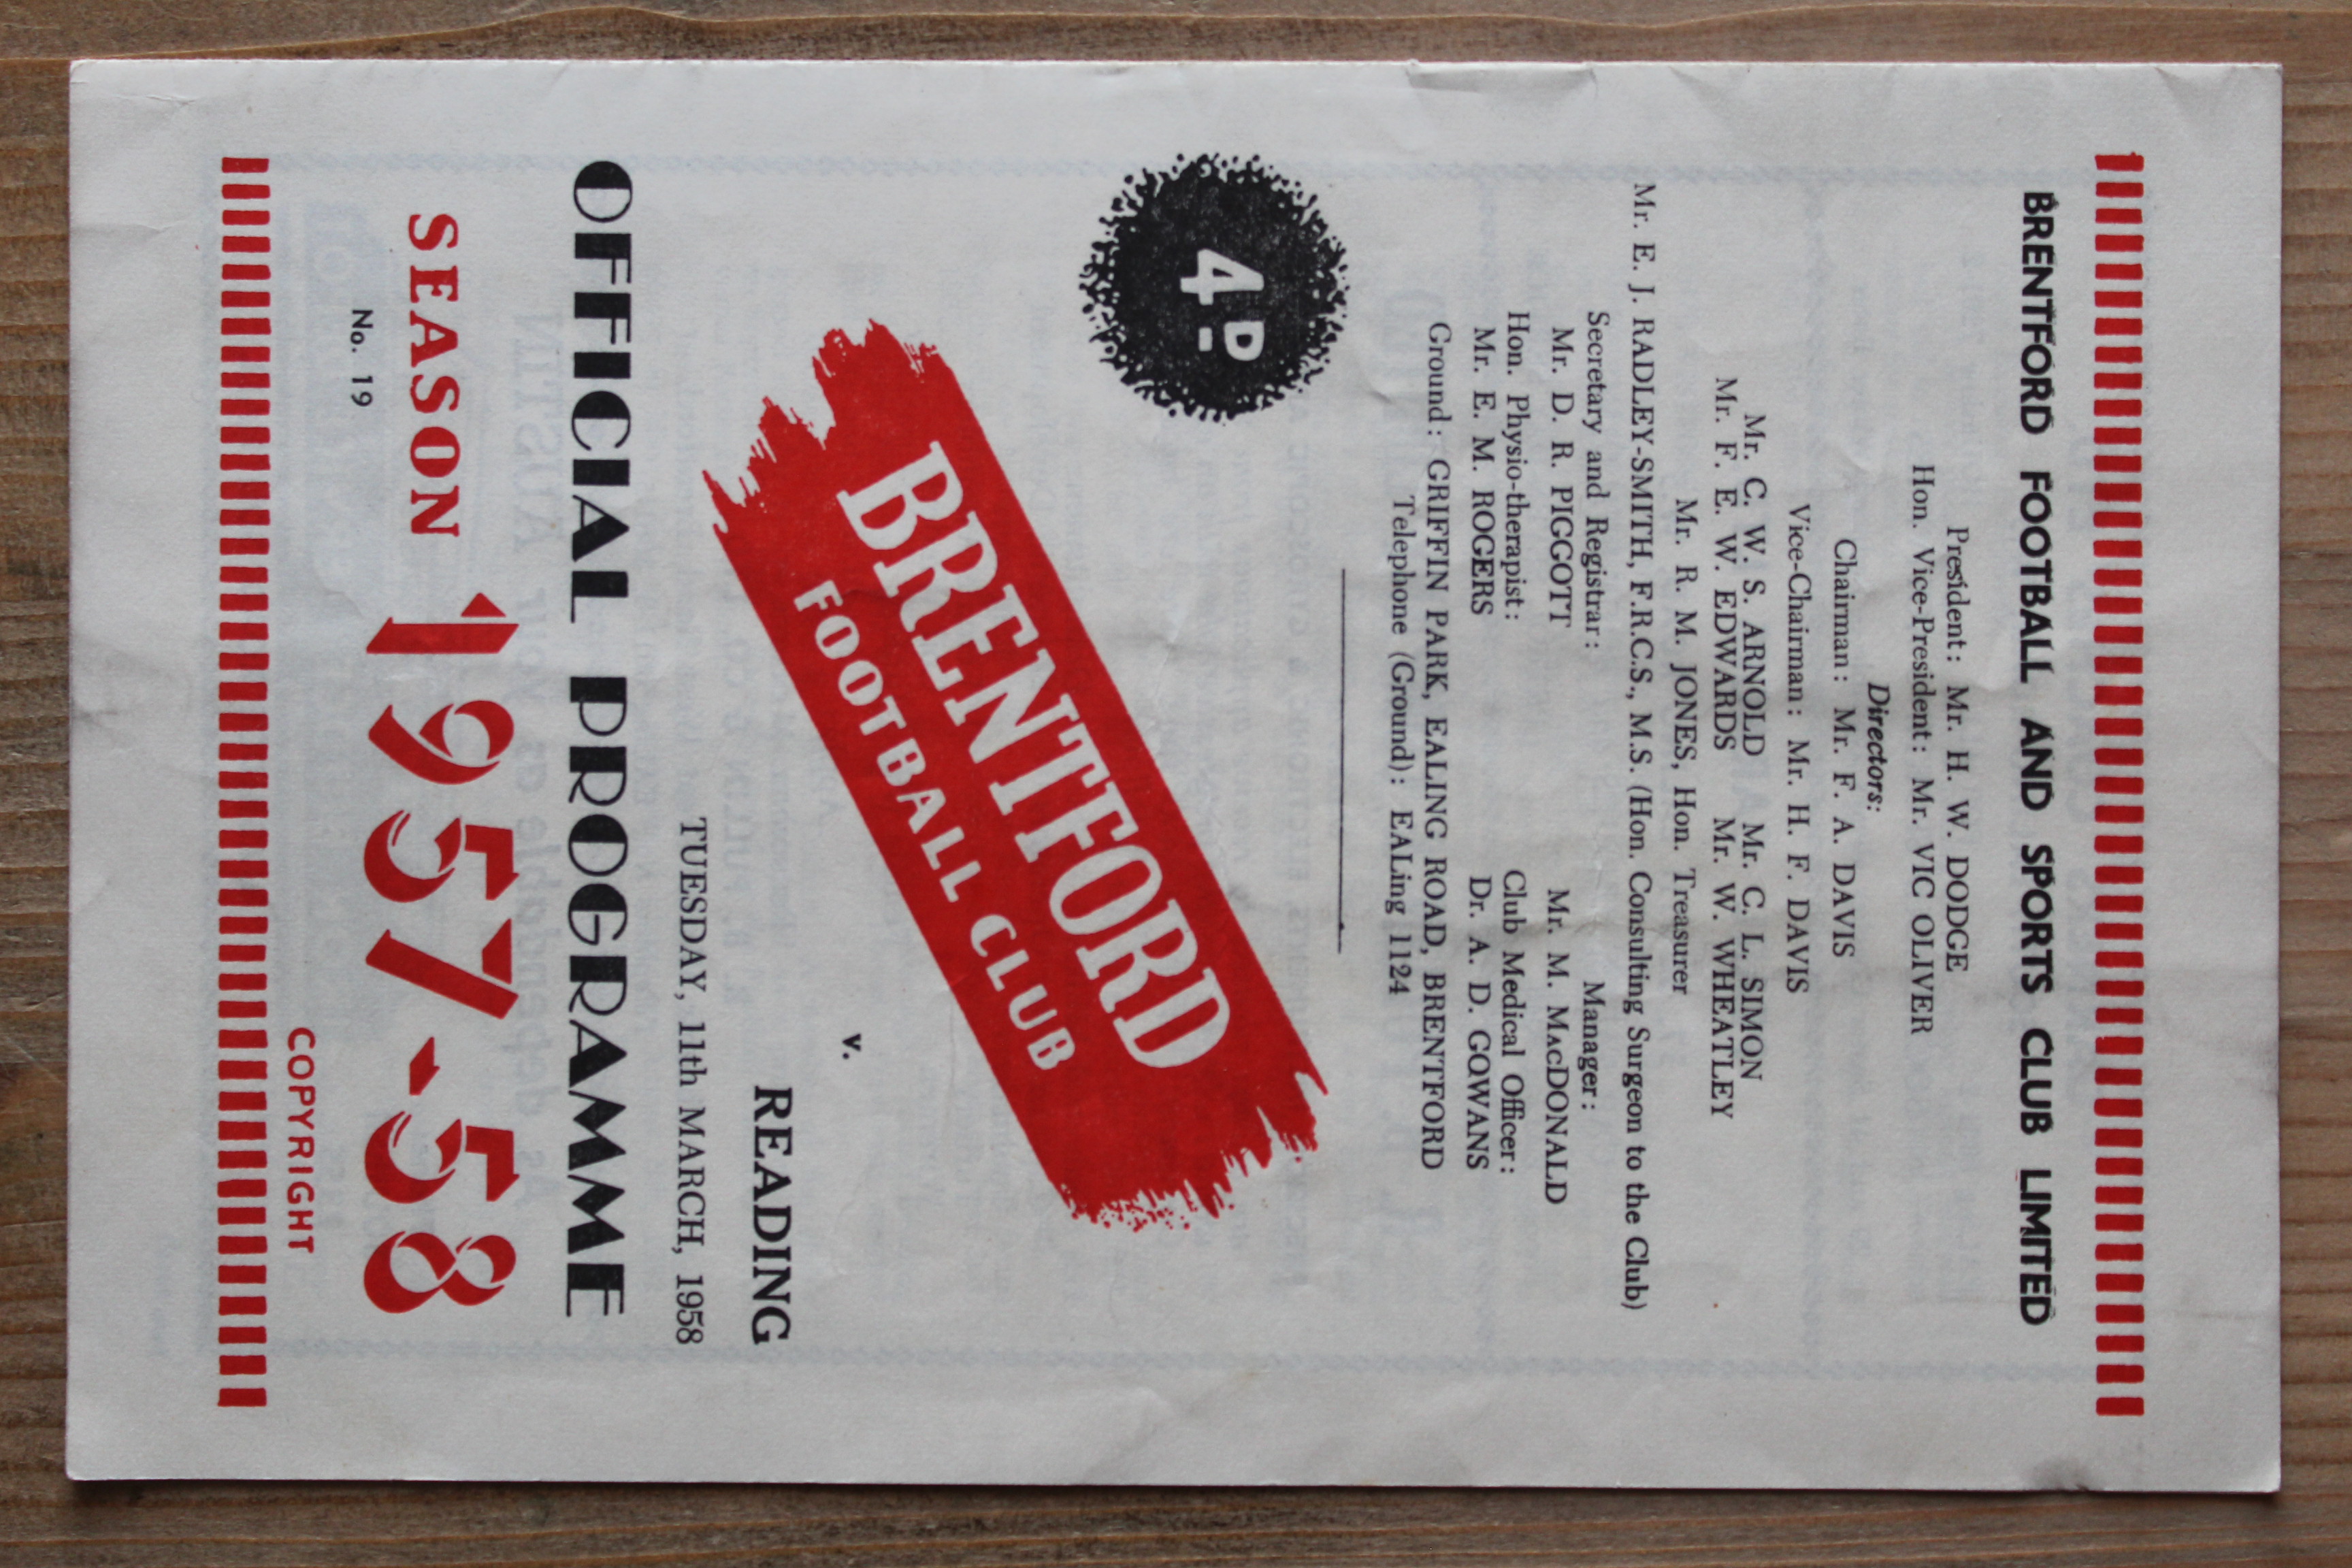 BRENTFORD FOOTBALL AND SPORTS CLUB LIMITED
President: Mr. H. W. DODGE
Hon. Vice-President: Mr. VIC OLIVER
Directors:
Chairman: Mr. F. A. DAVIS
Vice-Chairman: Mr. H. F. DAVIS
Mr. C. W. S. ARNOLD Mr. C. L. SIMON
Mr. F. E. W. EDWARDS Mr. W. WHEATLEY
Mr. R. M. JONES, Hon. Treasurer
Mr. E. J. RADLEY-SMITH, F.R.C.S., M.S. (Hon. Consulting Surgeon to the Club)
Secretary and Registrar: Manager:
Mr. D. R. PIGGOTT Mr. M. MacDONALD
Hon. Physio-therapist: Club Medical Officer:
Mr. E. M. ROGERS Dr. A. D. GOWANS
Ground: GRIFFIN PARK, EALING ROAD, BRENTFORD
Telephone (Ground): EALing 1124
4D
BRENTFORD
FOOTBALL CLUB
v.
READING
TUESDAY, 11th MARCH, 1958
OFFICIAL PROGRAMME
SEASON 1957-58
No. 19
COPYRIGHT